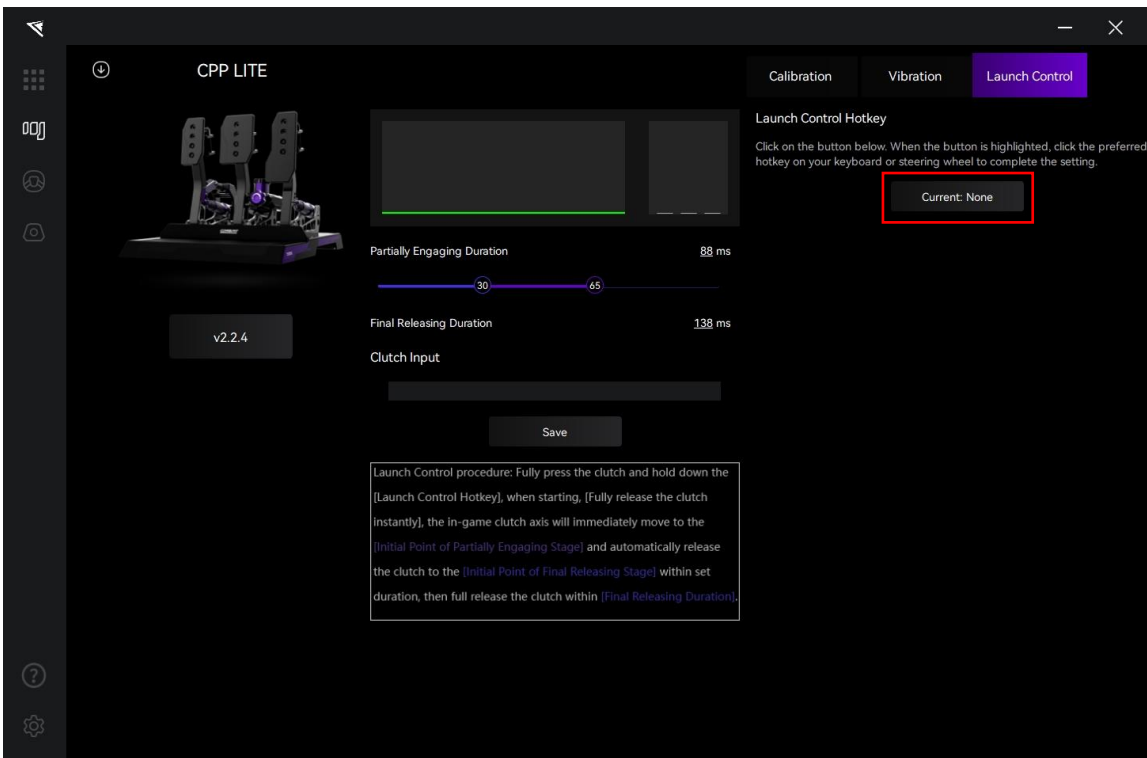 CPP LITE
Calibration
Vibration
Launch Control
Launch Control Hotkey
Click on the button below. When the button is highlighted, click the preferred
hotkey on your keyboard or steering wheel to complete the setting.
Current: None
Partially Engaging Duration
88 ms
30
65
Final Releasing Duration
138 ms
v2.2.4
Clutch Input
Save
Launch Control procedure: Fully press the clutch and hold down the
[Launch Control Hotkey], when starting, [Fully release the clutch
instantly], the in-game clutch axis will immediately move to the
[Initial Point of Partially Engaging Stage] and automatically release
the clutch to the [Initial Point of Final Releasing Stage] within set
duration, then full release the clutch within [Final Releasing Duration].
?